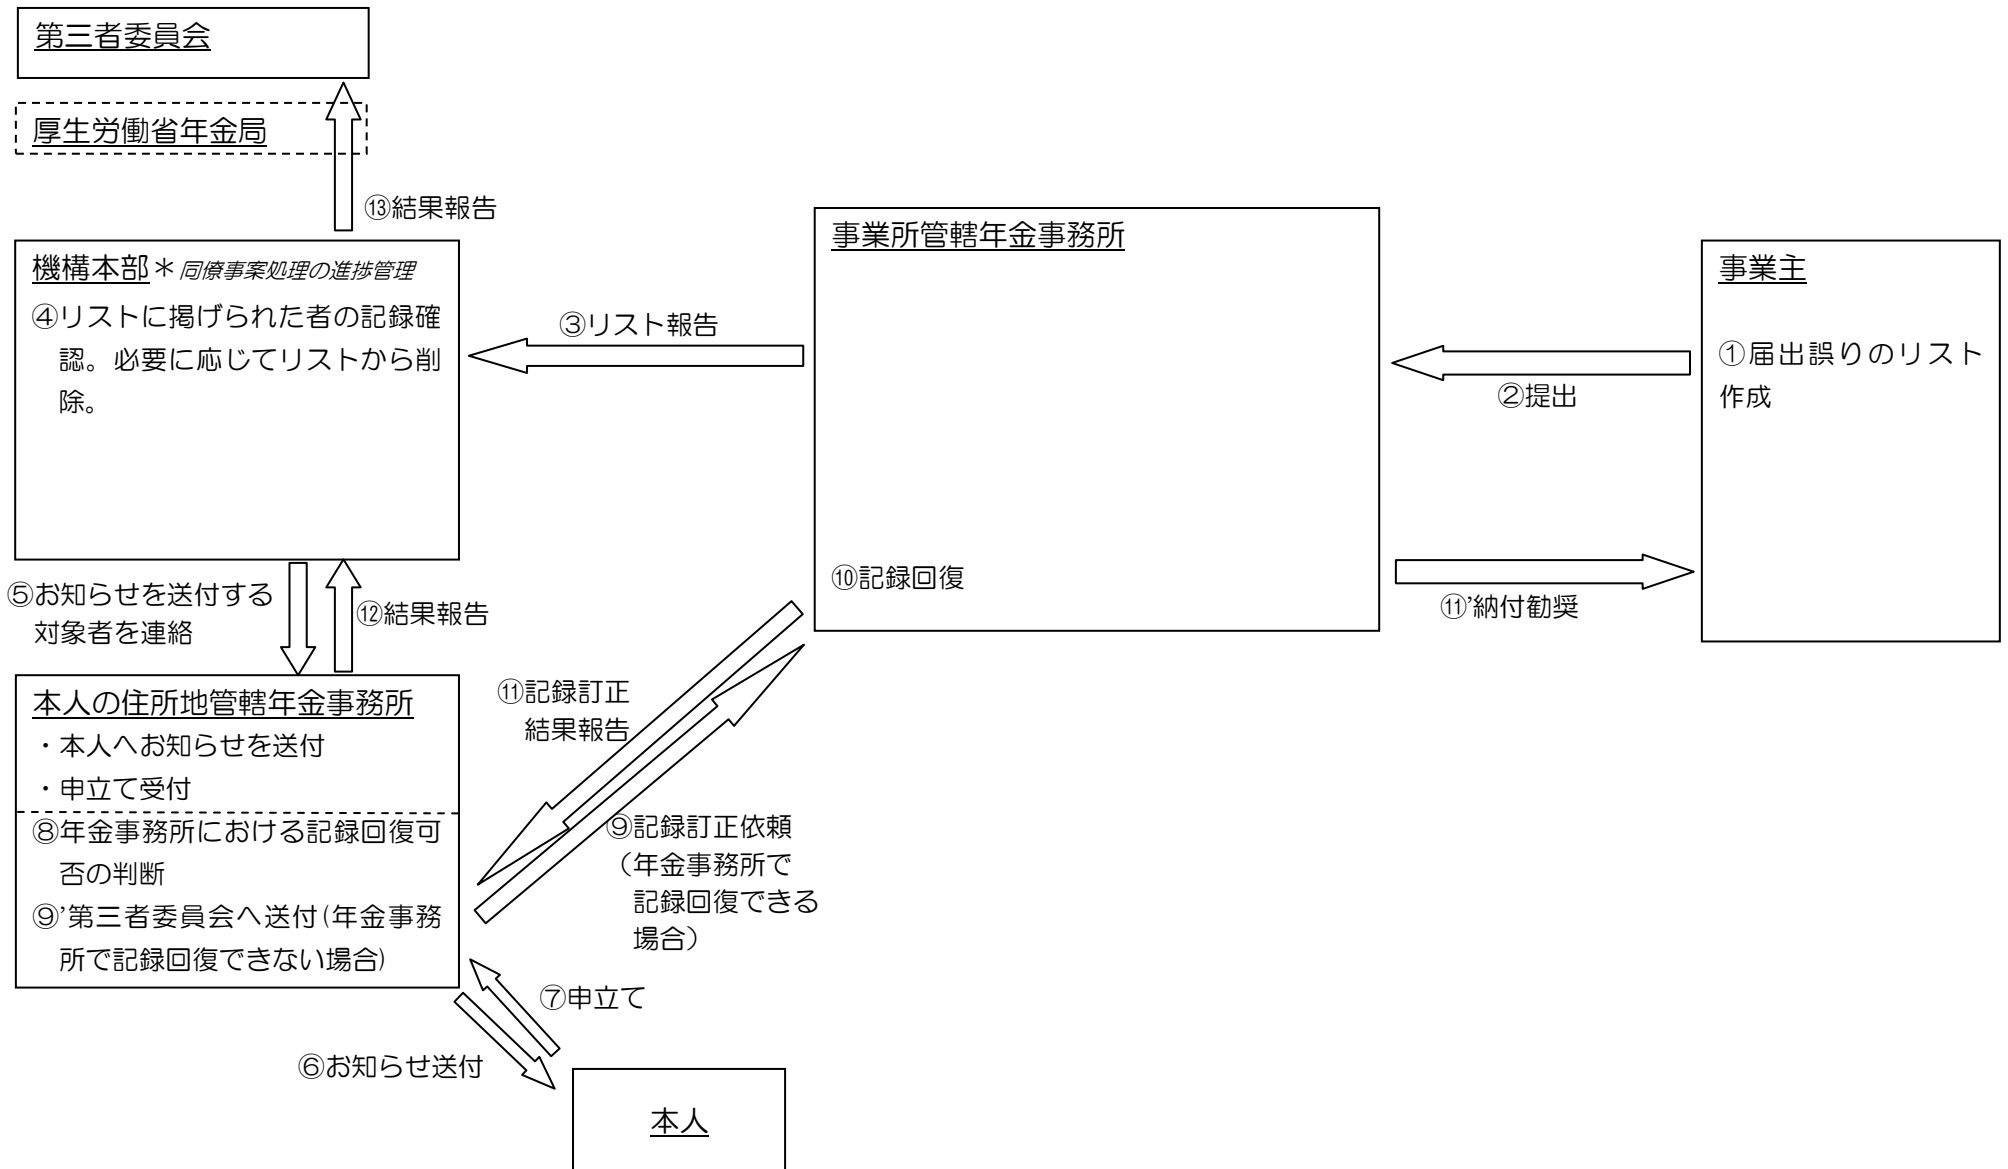 第三者委員会
厚生労働省年金局
⑬結果報告
機構本部＊同僚事案処理の進捗管理
④リストに掲げられた者の記録確
認。必要に応じてリストから削
除。
③リスト報告
事業所管轄年金事務所
⑩記録回復
事業主
①届出誤りのリスト
作成
②提出
⑪’納付勧奨
⑤お知らせを送付する
対象者を連絡
⑫結果報告
本人の住所地管轄年金事務所
・本人へお知らせを送付
・申立て受付
⑧年金事務所における記録回復可
否の判断
⑨’第三者委員会へ送付(年金事務
所で記録回復できない場合)
⑪記録訂正
結果報告
⑨記録訂正依頼
（年金事務所で
記録回復できる
場合）
⑦申立て
⑥お知らせ送付
本人